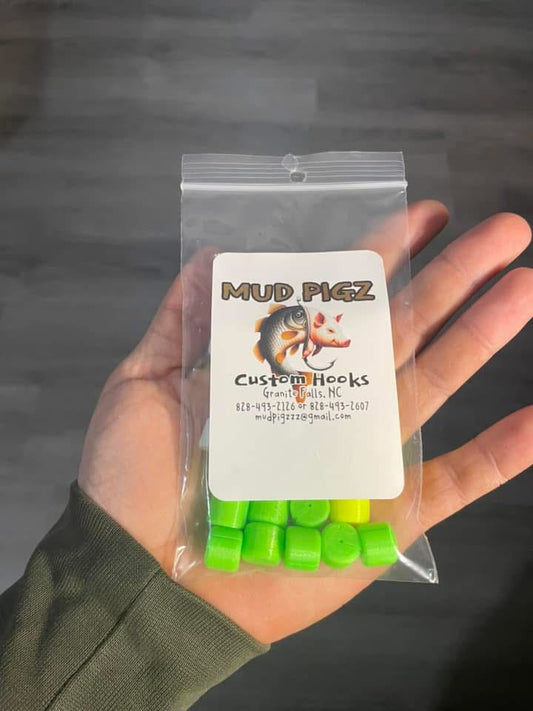 MUD PIGZ
Custom Hooks
Granite Falls, NC
828-493-2126 or 828-493-2607
mudpigzzz@gmail.com